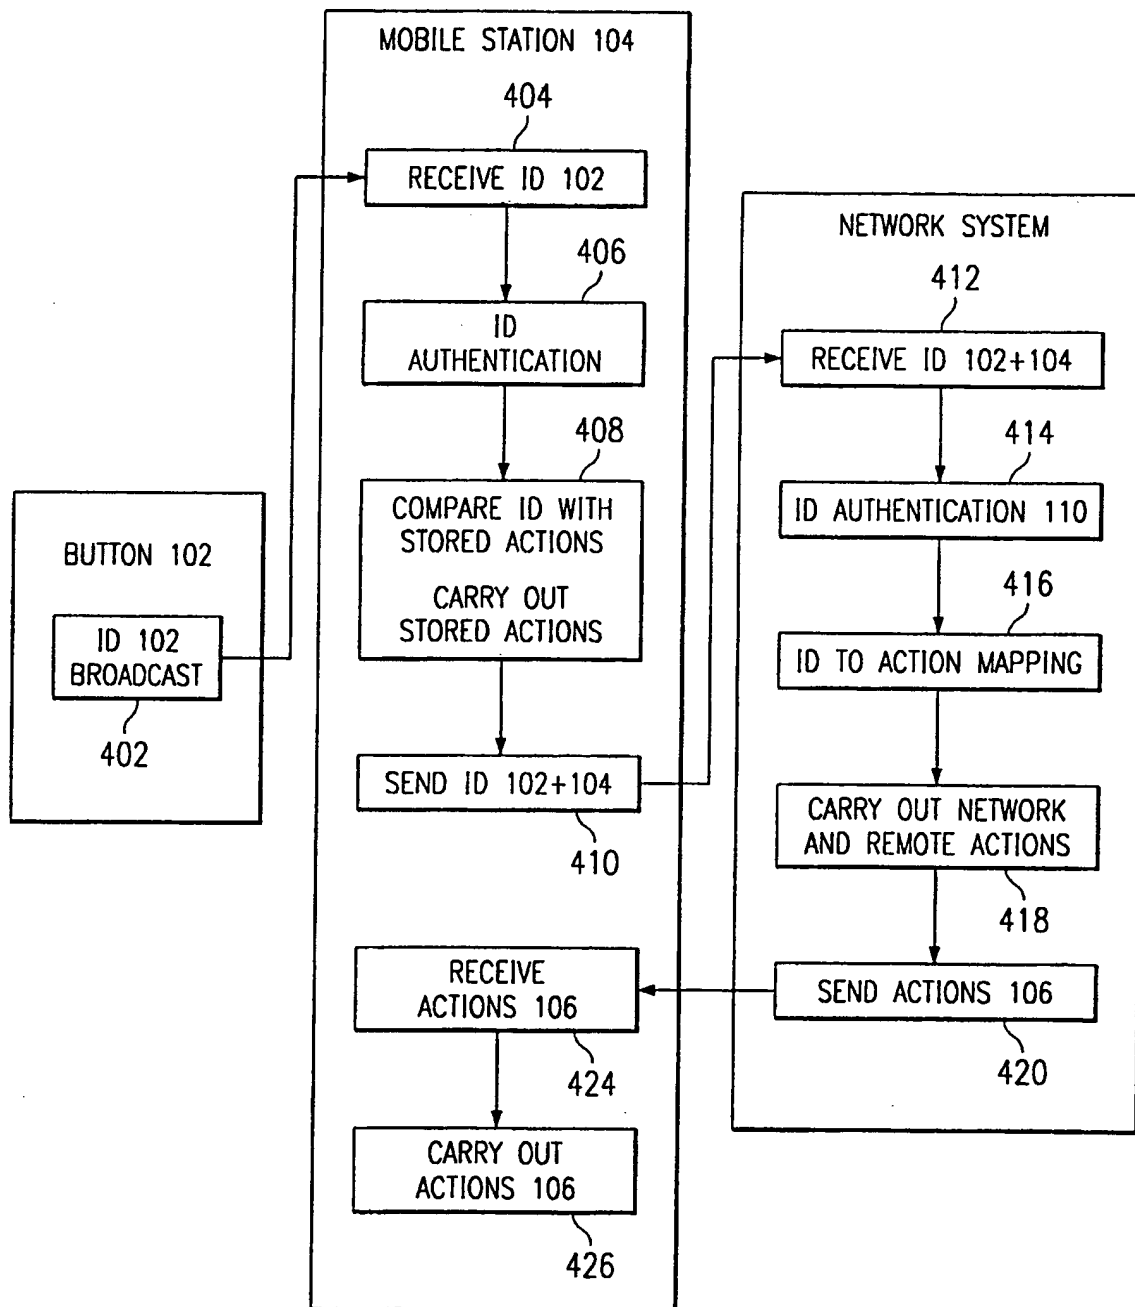 MOBILE STATION 104
404
RECEIVE ID 102
406
ID
AUTHENTICATION
408
COMPARE ID WITH
STORED ACTIONS
CARRY OUT
STORED ACTIONS
BUTTON 102
ID 102
BROADCAST
402
SEND ID 102+104
410
NETWORK SYSTEM
412
RECEIVE ID 102+104
414
ID AUTHENTICATION 110
416
ID TO ACTION MAPPING
CARRY OUT NETWORK
AND REMOTE ACTIONS
418
SEND ACTIONS 106
420
RECEIVE
ACTIONS 106
424
CARRY OUT
ACTIONS 106
426